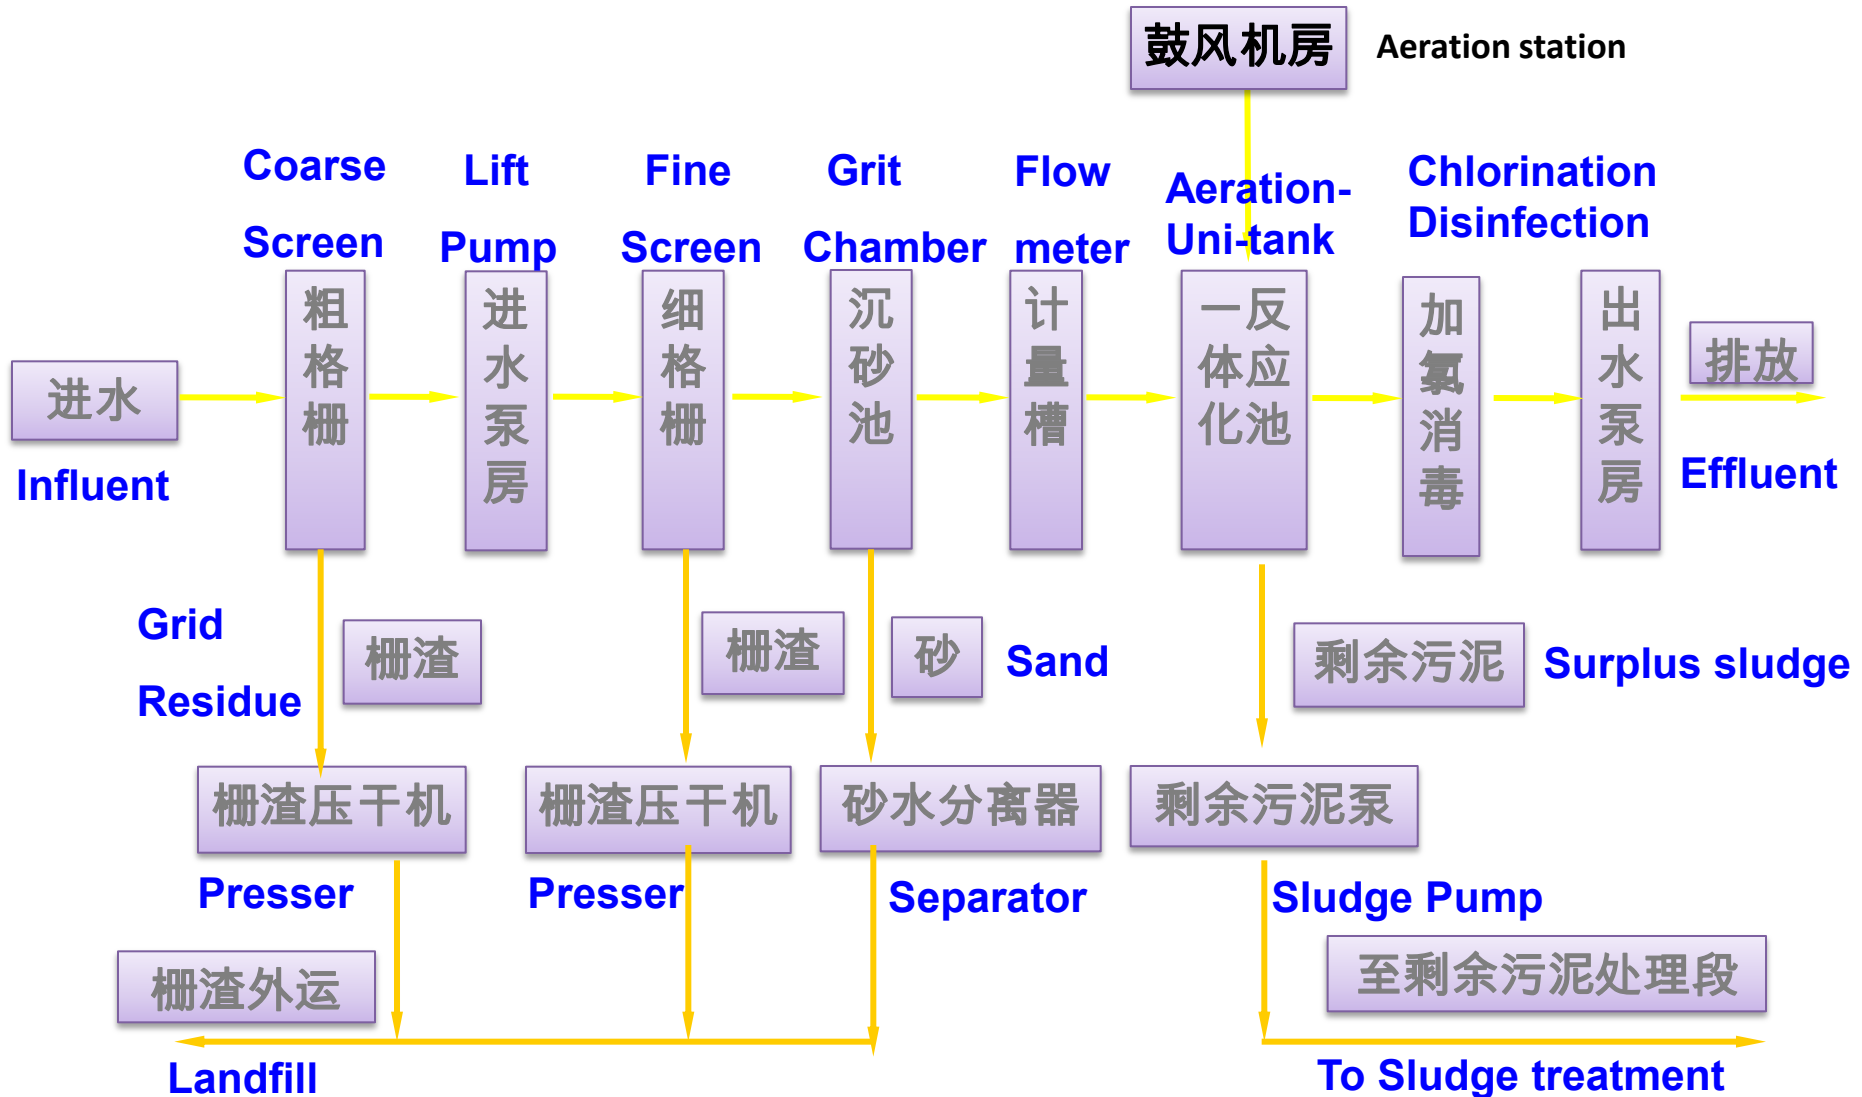 鼓风机房
Aeration station
Coarse
Screen
Lift
Pump
Fine
Screen
Grit
Chamber
Flow
meter
Aeration-
Uni-tank
Chlorination
Disinfection
进水
Influent
粗格栅
进水泵房
细格栅
沉砂池
计量槽
一反
体应
化池
加氯消毒
出水泵房
排放
Effluent
Grid
Residue
栅渣
栅渣
砂
Sand
剩余污泥
Surplus sludge
栅渣压干机
栅渣压干机
砂水分离器
剩余污泥泵
Presser
Presser
Separator
Sludge Pump
栅渣外运
至剩余污泥处理段
Landfill
To Sludge treatment